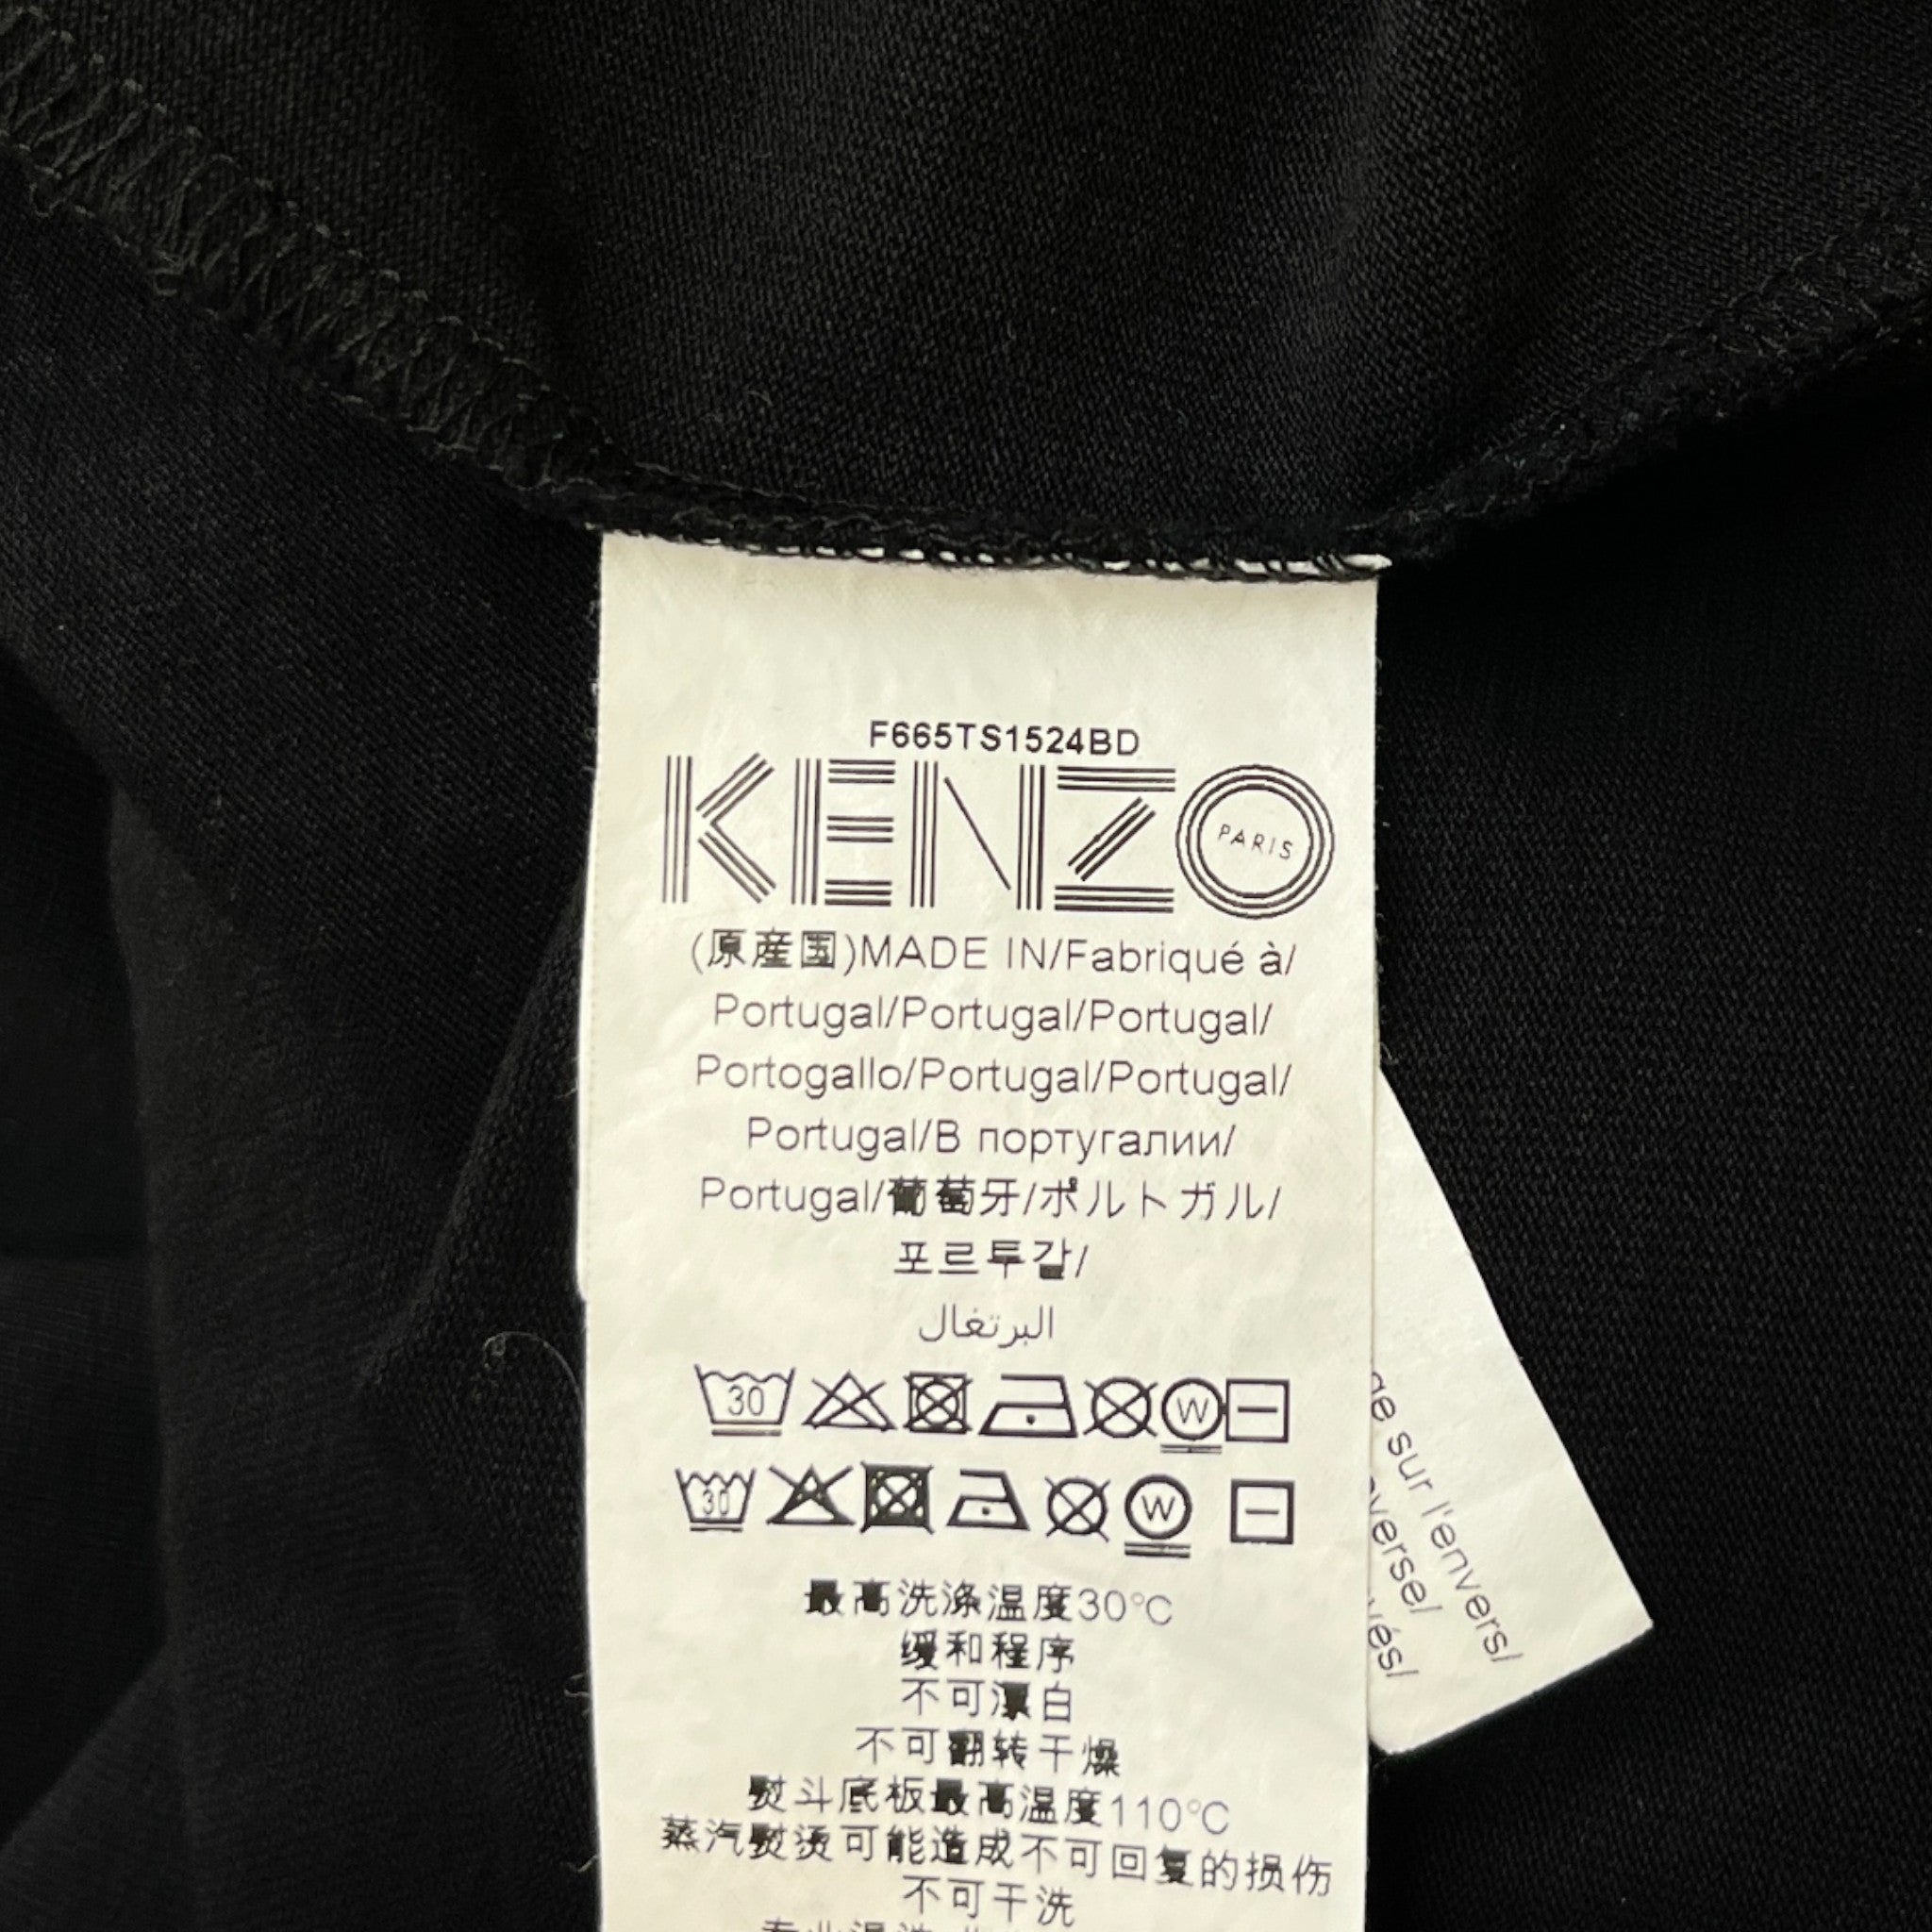 F665TS1524BD
KENZO
PARIS
(原産国)MADE IN/Fabriqué à/
Portugal/Portugal/Portugal/
Portogallo/Portugal/Portugal/
Portugal/В португалии/
Portugal/葡萄牙/ポルトガル/
포르투갈/
البرتغال
30 W
30 W
最高洗涤温度30°C
缓和程序
不可漂白
不可翻转干燥
熨斗底板最高温度110°C
蒸汽熨烫可能造成不可回复的损伤
不可干洗
sur l'envers/